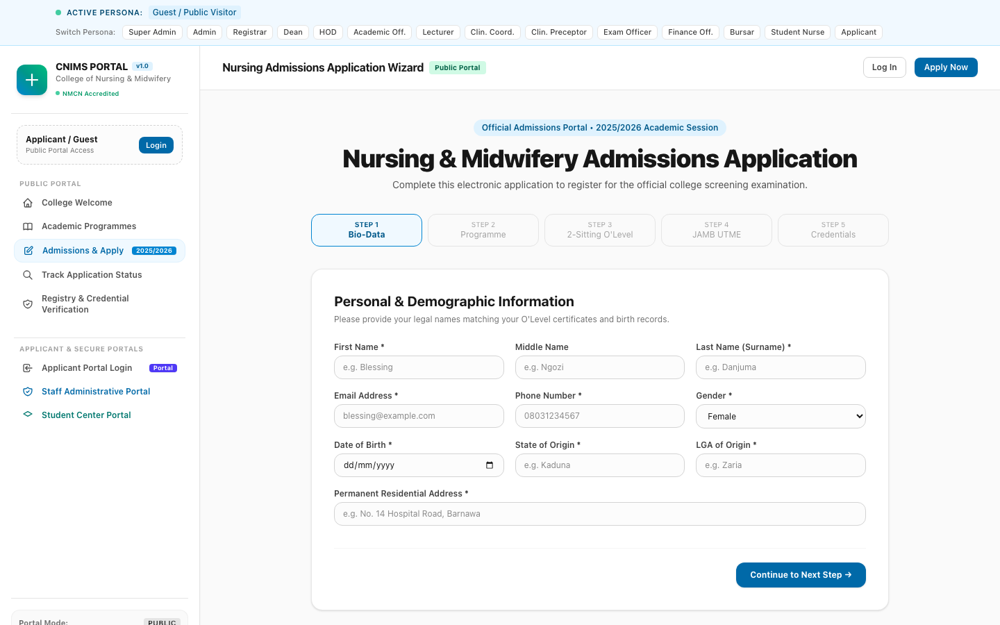 ACTIVE PERSONA: Guest / Public Visitor
Switch Persona: Super Admin Admin Registrar Dean HOD Academic Off. Lecturer Clin. Coord. Clin. Preceptor Exam Officer Finance Off. Bursar Student Nurse Applicant
CNIMS PORTAL v1.0
College of Nursing & Midwifery
NMCN Accredited
Applicant / Guest
Public Portal Access
Login
PUBLIC PORTAL
College Welcome
Academic Programmes
Admissions & Apply 2025/2026
Track Application Status
Registry & Credential
Verification
APPLICANT & SECURE PORTALS
Applicant Portal Login Portal
Staff Administrative Portal
Student Center Portal
Portal Mode: PUBLIC
Nursing Admissions Application Wizard Public Portal
Log In Apply Now
Official Admissions Portal • 2025/2026 Academic Session
Nursing & Midwifery Admissions Application
Complete this electronic application to register for the official college screening examination.
STEP 1
Bio-Data
STEP 2
Programme
STEP 3
2-Sitting O'Level
STEP 4
JAMB UTME
STEP 5
Credentials
Personal & Demographic Information
Please provide your legal names matching your O'Level certificates and birth records.
First Name * Middle Name Last Name (Surname) *
e.g. Blessing e.g. Ngozi e.g. Danjuma
Email Address * Phone Number * Gender *
blessing@example.com 08031234567 Female
Date of Birth * State of Origin * LGA of Origin *
dd/mm/yyyy e.g. Kaduna e.g. Zaria
Permanent Residential Address *
e.g. No. 14 Hospital Road, Barnawa
Continue to Next Step →